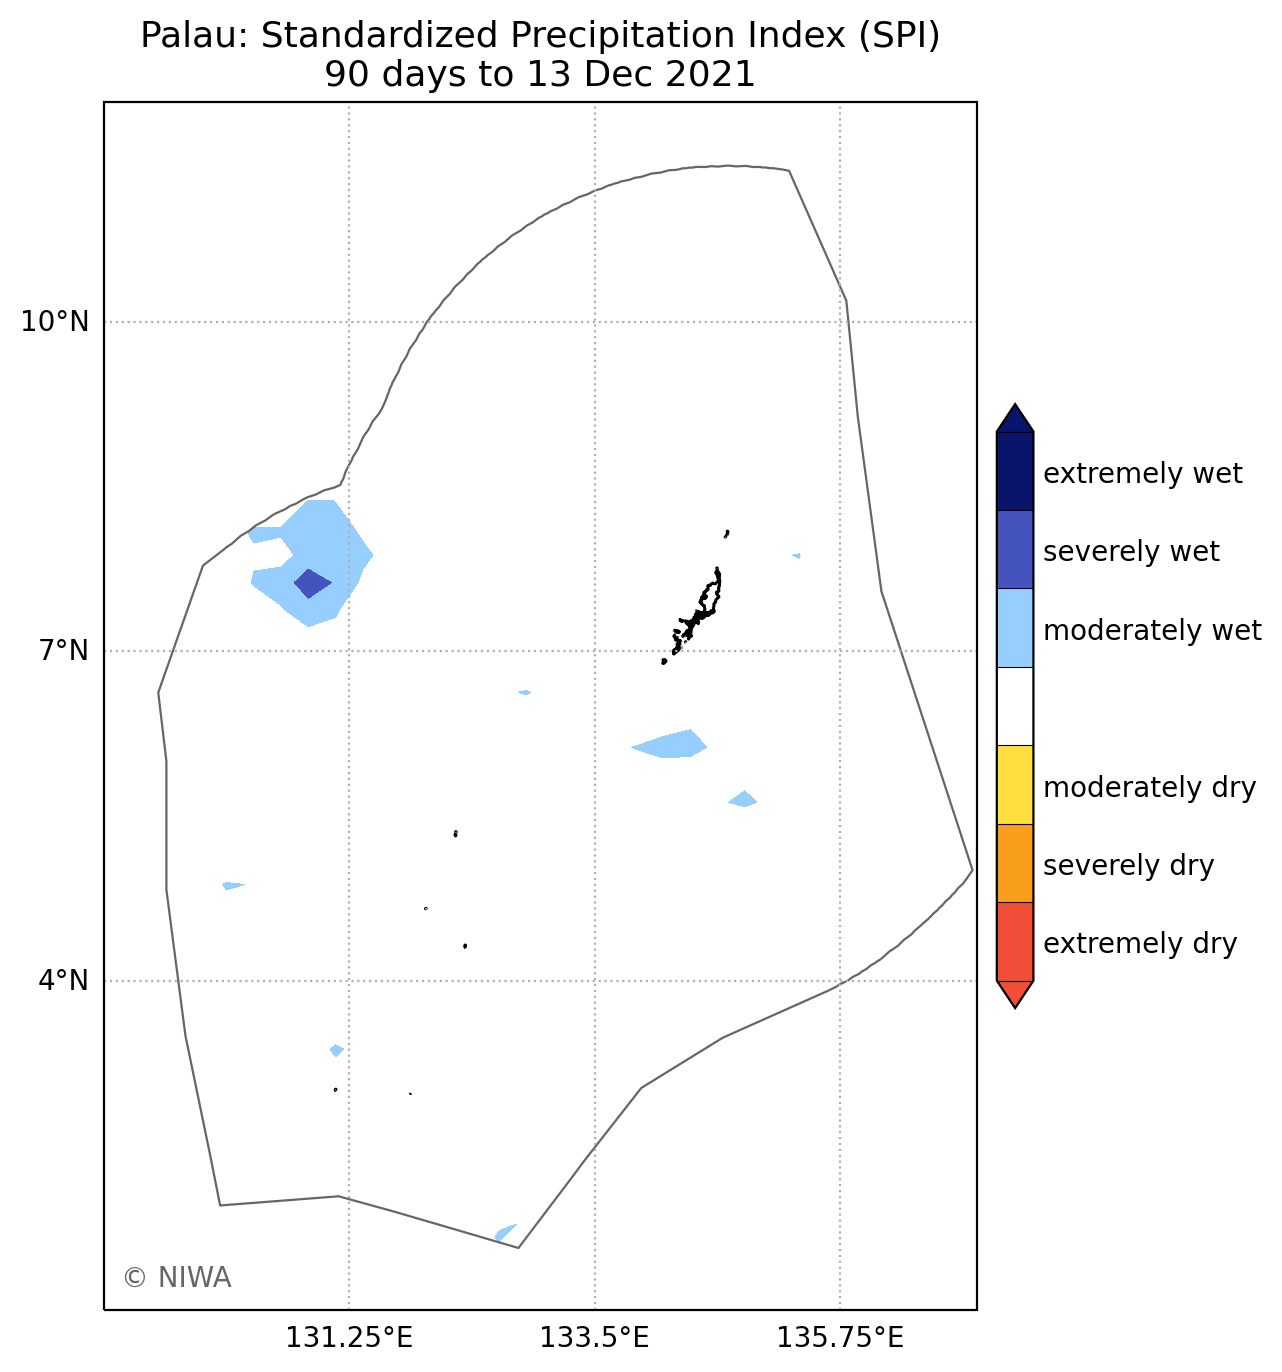 Palau: Standardized Precipitation Index (SPI)
90 days to 13 Dec 2021
10°N
7°N
4°N
131.25°E
133.5°E
135.75°E
extremely wet
severely wet
moderately wet
moderately dry
severely dry
extremely dry
© NIWA